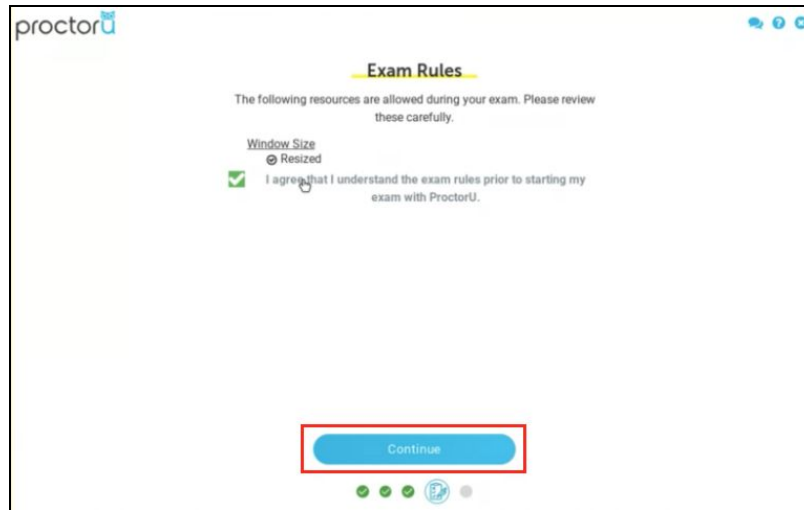 proctorU
Exam Rules
The following resources are allowed during your exam. Please review
these carefully.
Window Size
Resized
I agree that I understand the exam rules prior to starting my
exam with ProctorU.
Continue